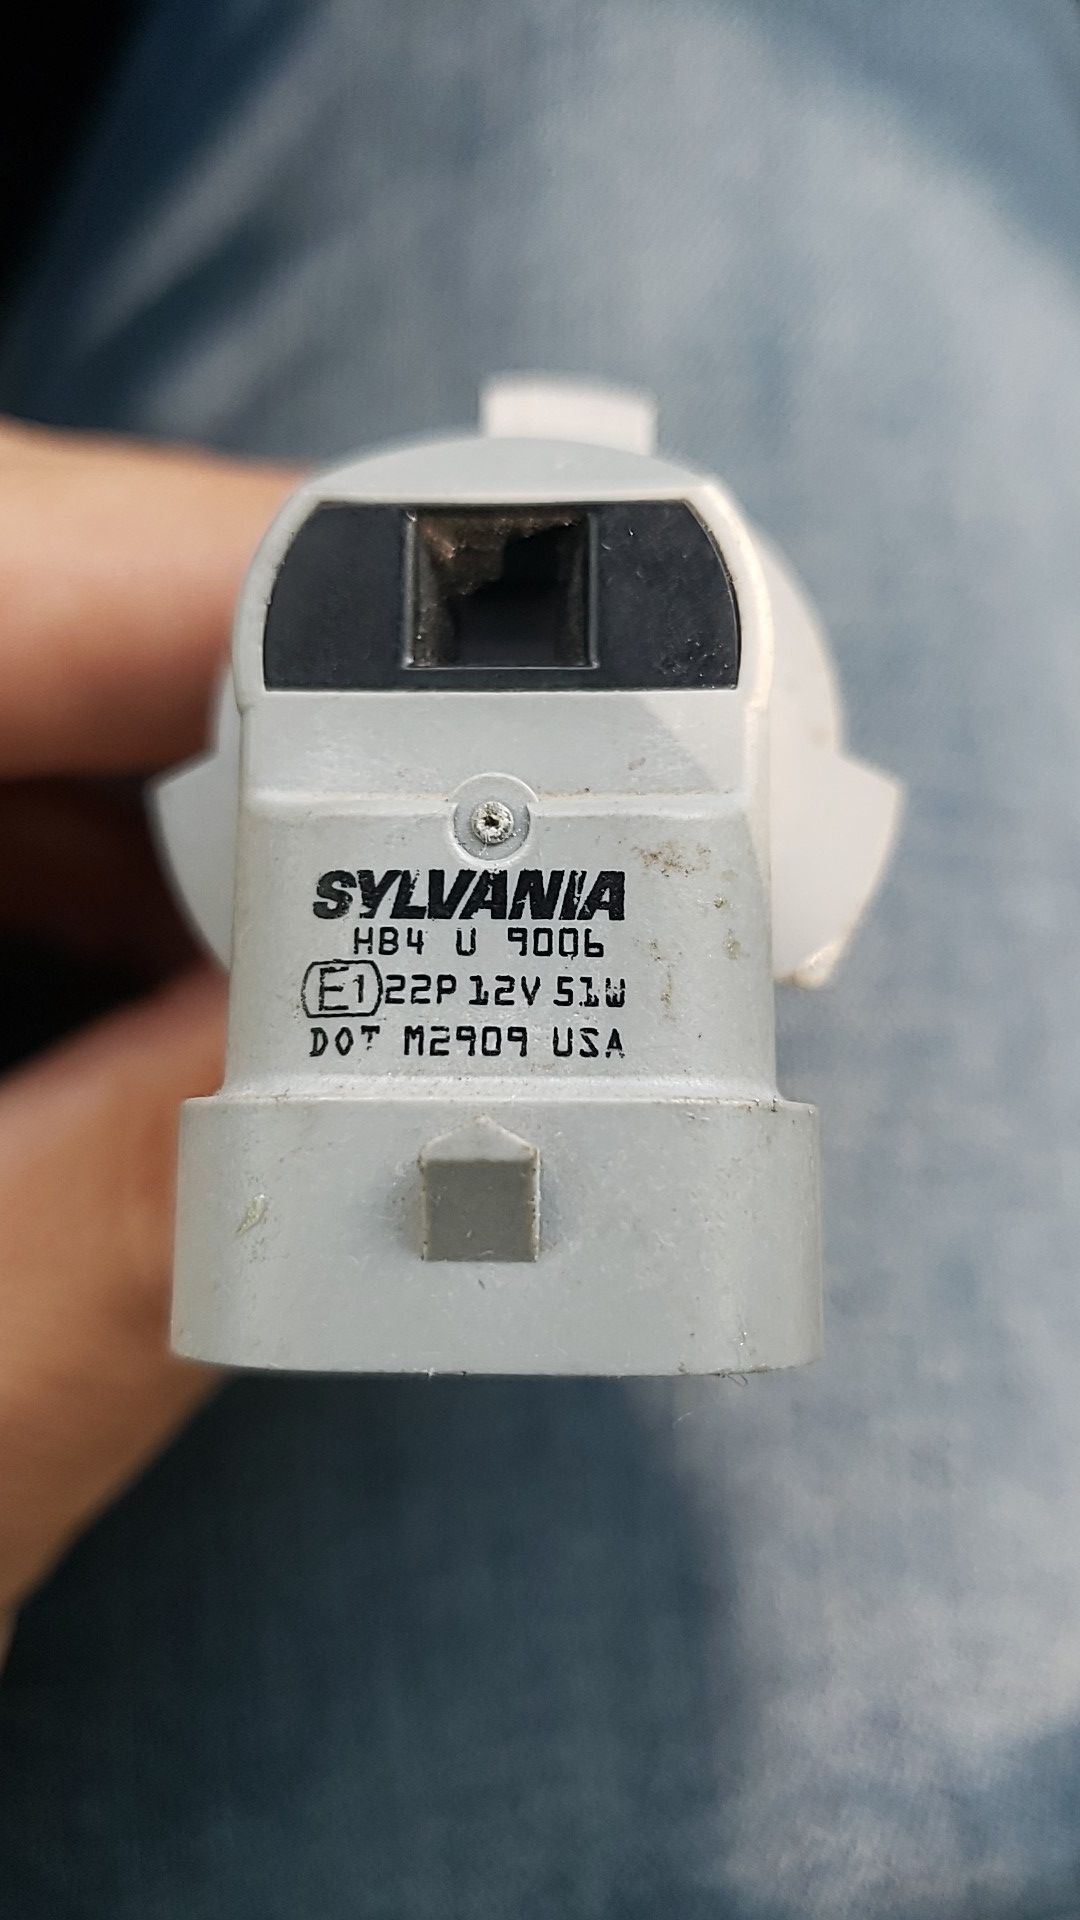 SYLVANIA
HB4 U 9006
E1 22P 12V 51W
DOT M2909 USA